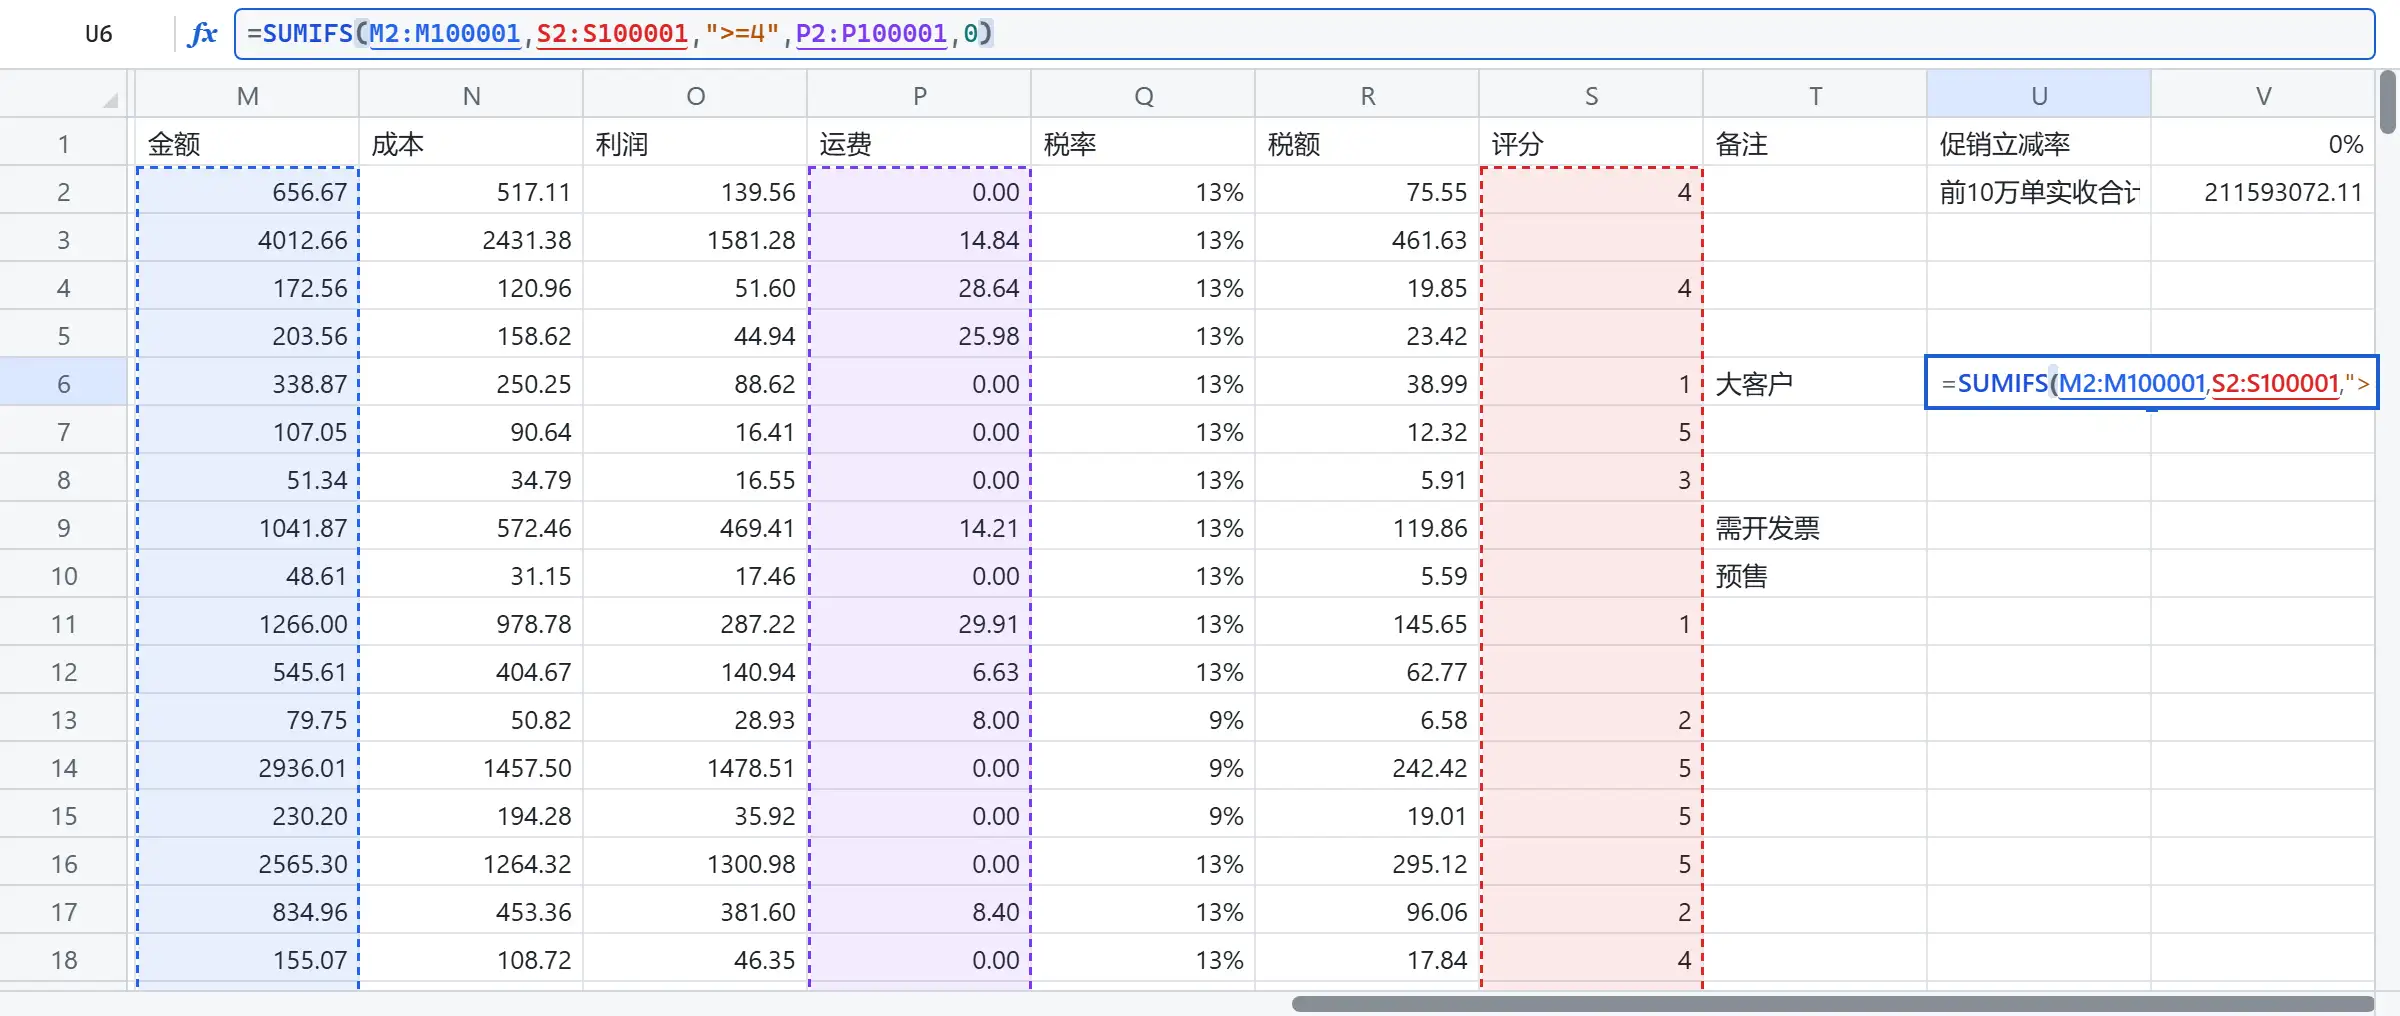 U6 fx =SUMIFS(M2:M100001,S2:S100001,">=4",P2:P100001,0)
M N O P Q R S T U V
1 金额 成本 利润 运费 税率 税额 评分 备注 促销立减率 0%
2 656.67 517.11 139.56 0.00 13% 75.55 4 前10万单实收合计 211593072.11
3 4012.66 2431.38 1581.28 14.84 13% 461.63
4 172.56 120.96 51.60 28.64 13% 19.85 4
5 203.56 158.62 44.94 25.98 13% 23.42
6 338.87 250.25 88.62 0.00 13% 38.99 1 大客户 =SUMIFS(M2:M100001,S2:S100001,">
7 107.05 90.64 16.41 0.00 13% 12.32 5
8 51.34 34.79 16.55 0.00 13% 5.91 3
9 1041.87 572.46 469.41 14.21 13% 119.86 需开发票
10 48.61 31.15 17.46 0.00 13% 5.59 预售
11 1266.00 978.78 287.22 29.91 13% 145.65 1
12 545.61 404.67 140.94 6.63 13% 62.77
13 79.75 50.82 28.93 8.00 9% 6.58 2
14 2936.01 1457.50 1478.51 0.00 9% 242.42 5
15 230.20 194.28 35.92 0.00 9% 19.01 5
16 2565.30 1264.32 1300.98 0.00 13% 295.12 5
17 834.96 453.36 381.60 8.40 13% 96.06 2
18 155.07 108.72 46.35 0.00 13% 17.84 4